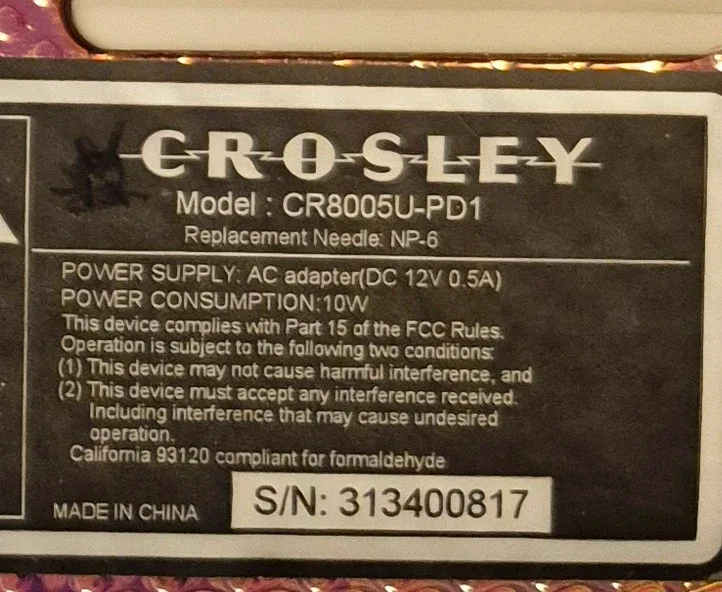 CROSLEY
Model : CR8005U-PD1
Replacement Needle: NP-6
POWER SUPPLY: AC adapter(DC 12V 0.5A)
POWER CONSUMPTION:10W
This device complies with Part 15 of the FCC Rules.
Operation is subject to the following two conditions:
(1) This device may not cause harmful interference, and
(2) This device must accept any interference received.
Including interference that may cause undesired
operation.
California 93120 compliant for formaldehyde
MADE IN CHINA
S/N: 313400817